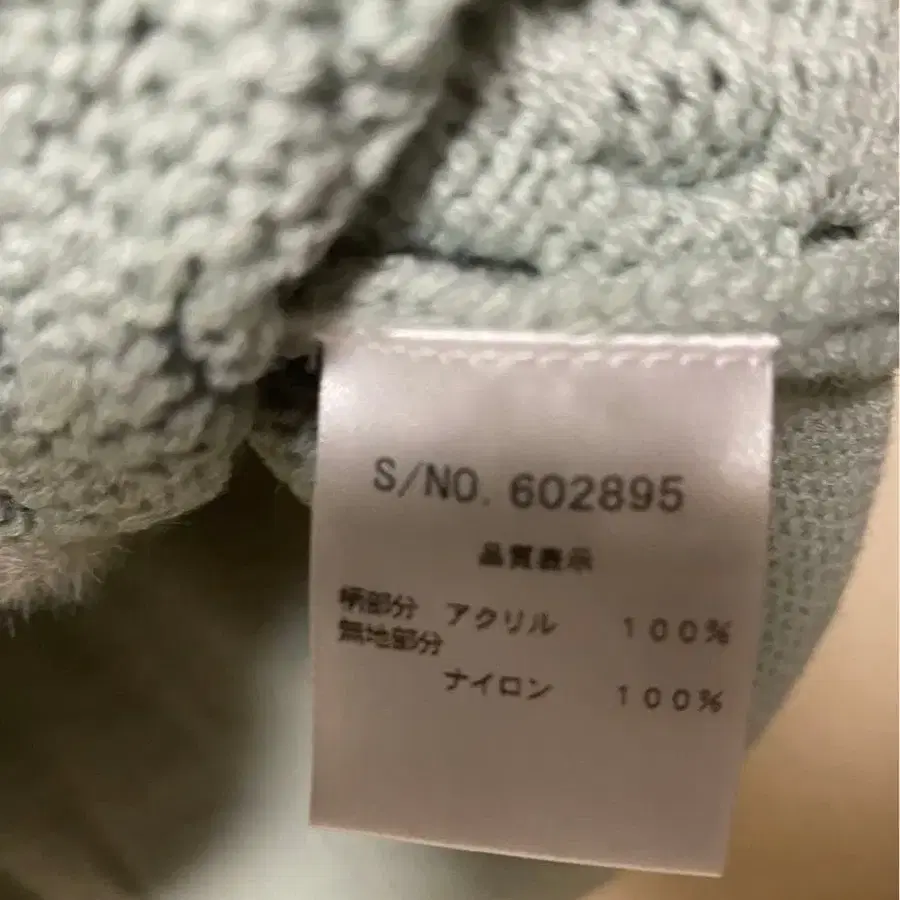 S/NO. 602895
品質表示
柄部分 アクリル 100%
無地部分
ナイロン 100%